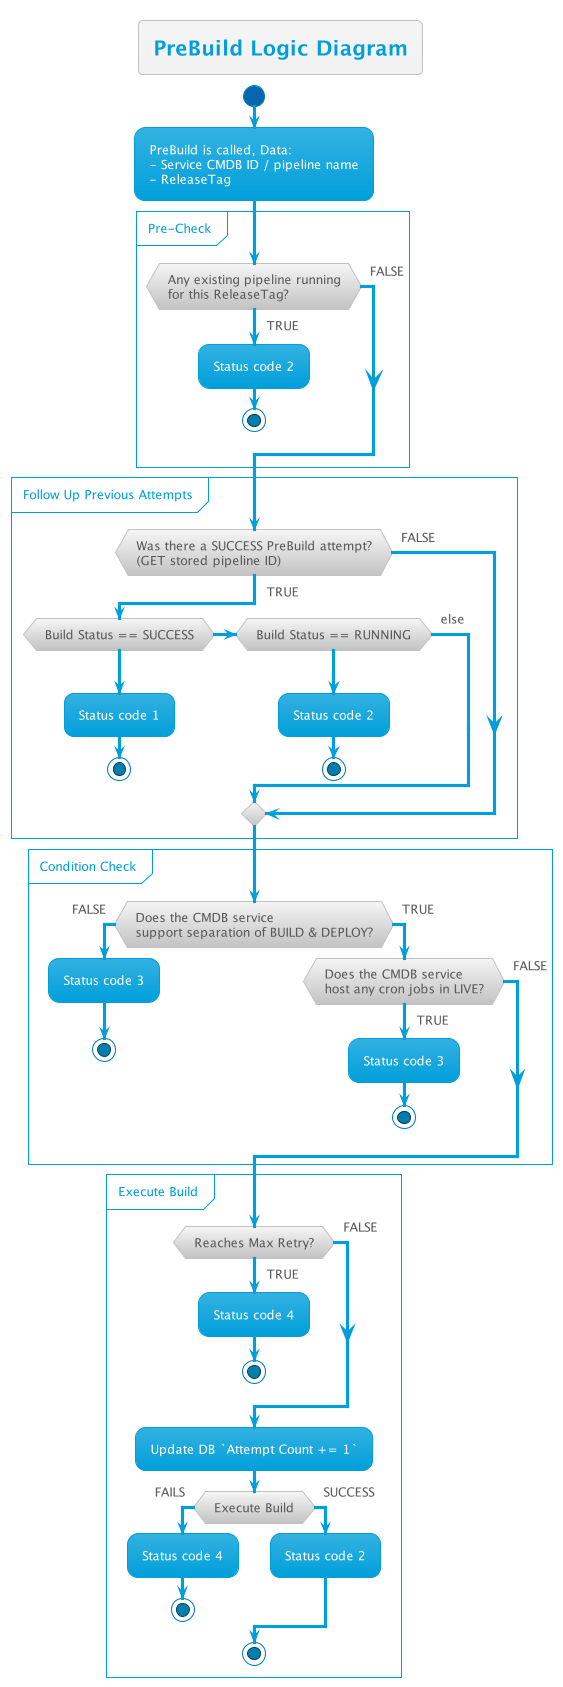 PreBuild Logic Diagram
PreBuild is called, Data:
- Service CMDB ID / pipeline name
- ReleaseTag
Pre-Check
Any existing pipeline running
for this ReleaseTag?
FALSE
TRUE
Status code 2
Follow Up Previous Attempts
Was there a SUCCESS PreBuild attempt?
(GET stored pipeline ID)
FALSE
TRUE
Build Status == SUCCESS
Build Status == RUNNING
else
Status code 1
Status code 2
Condition Check
FALSE
Does the CMDB service
support separation of BUILD & DEPLOY?
TRUE
Status code 3
Does the CMDB service
host any cron jobs in LIVE?
FALSE
TRUE
Status code 3
Execute Build
Reaches Max Retry?
FALSE
TRUE
Status code 4
Update DB `Attempt Count += 1`
FAILS
Execute Build
SUCCESS
Status code 4
Status code 2